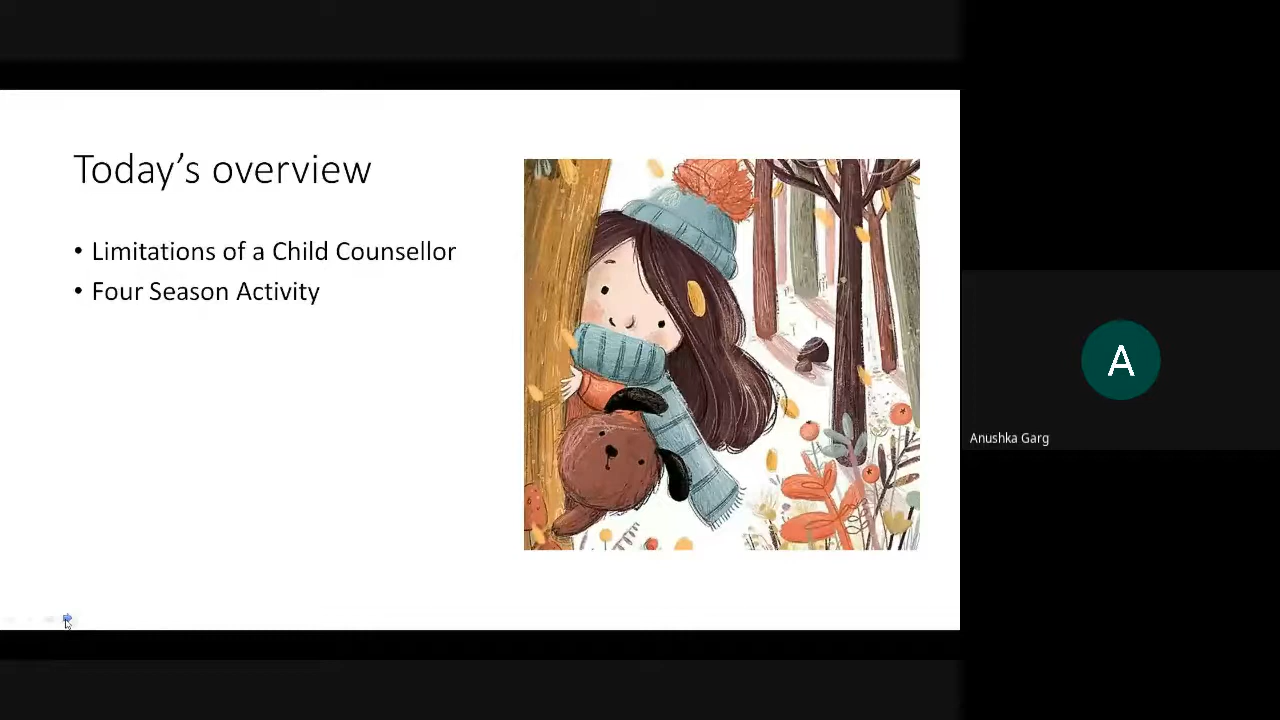 Today’s overview
• Limitations of a Child Counsellor
• Four Season Activity
A
Anushka Garg